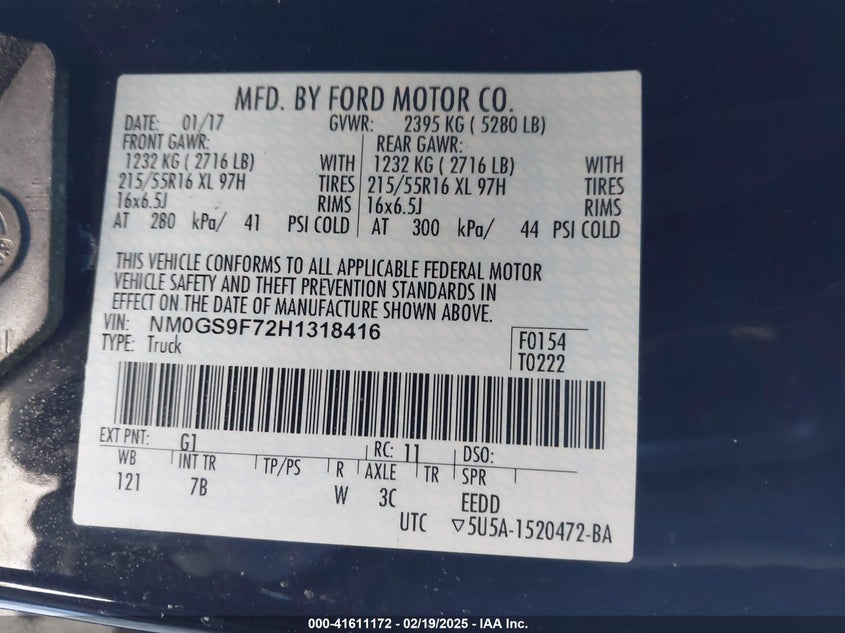 MFD. BY FORD MOTOR CO.
DATE: 01/17 GVWR: 2395 KG ( 5280 LB)
FRONT GAWR: REAR GAWR:
1232 KG ( 2716 LB) WITH 1232 KG ( 2716 LB) WITH
215/55R16 XL 97H TIRES 215/55R16 XL 97H TIRES
16x6.5J RIMS 16x6.5J RIMS
AT 280 kPa/ 41 PSI COLD AT 300 kPa/ 44 PSI COLD
THIS VEHICLE CONFORMS TO ALL APPLICABLE FEDERAL MOTOR
VEHICLE SAFETY AND THEFT PREVENTION STANDARDS IN
EFFECT ON THE DATE OF MANUFACTURE SHOWN ABOVE.
VIN: NM0GS9F72H1318416 F0154
TYPE: Truck T0222
EXT PNT: G1 RC: 11 DSO:
WB INT TR TP/PS R AXLE TR SPR
121 7B W 3C EEDD
UTC ▽5U5A-1520472-BA
000-41611172 - 02/19/2025 - IAA Inc.